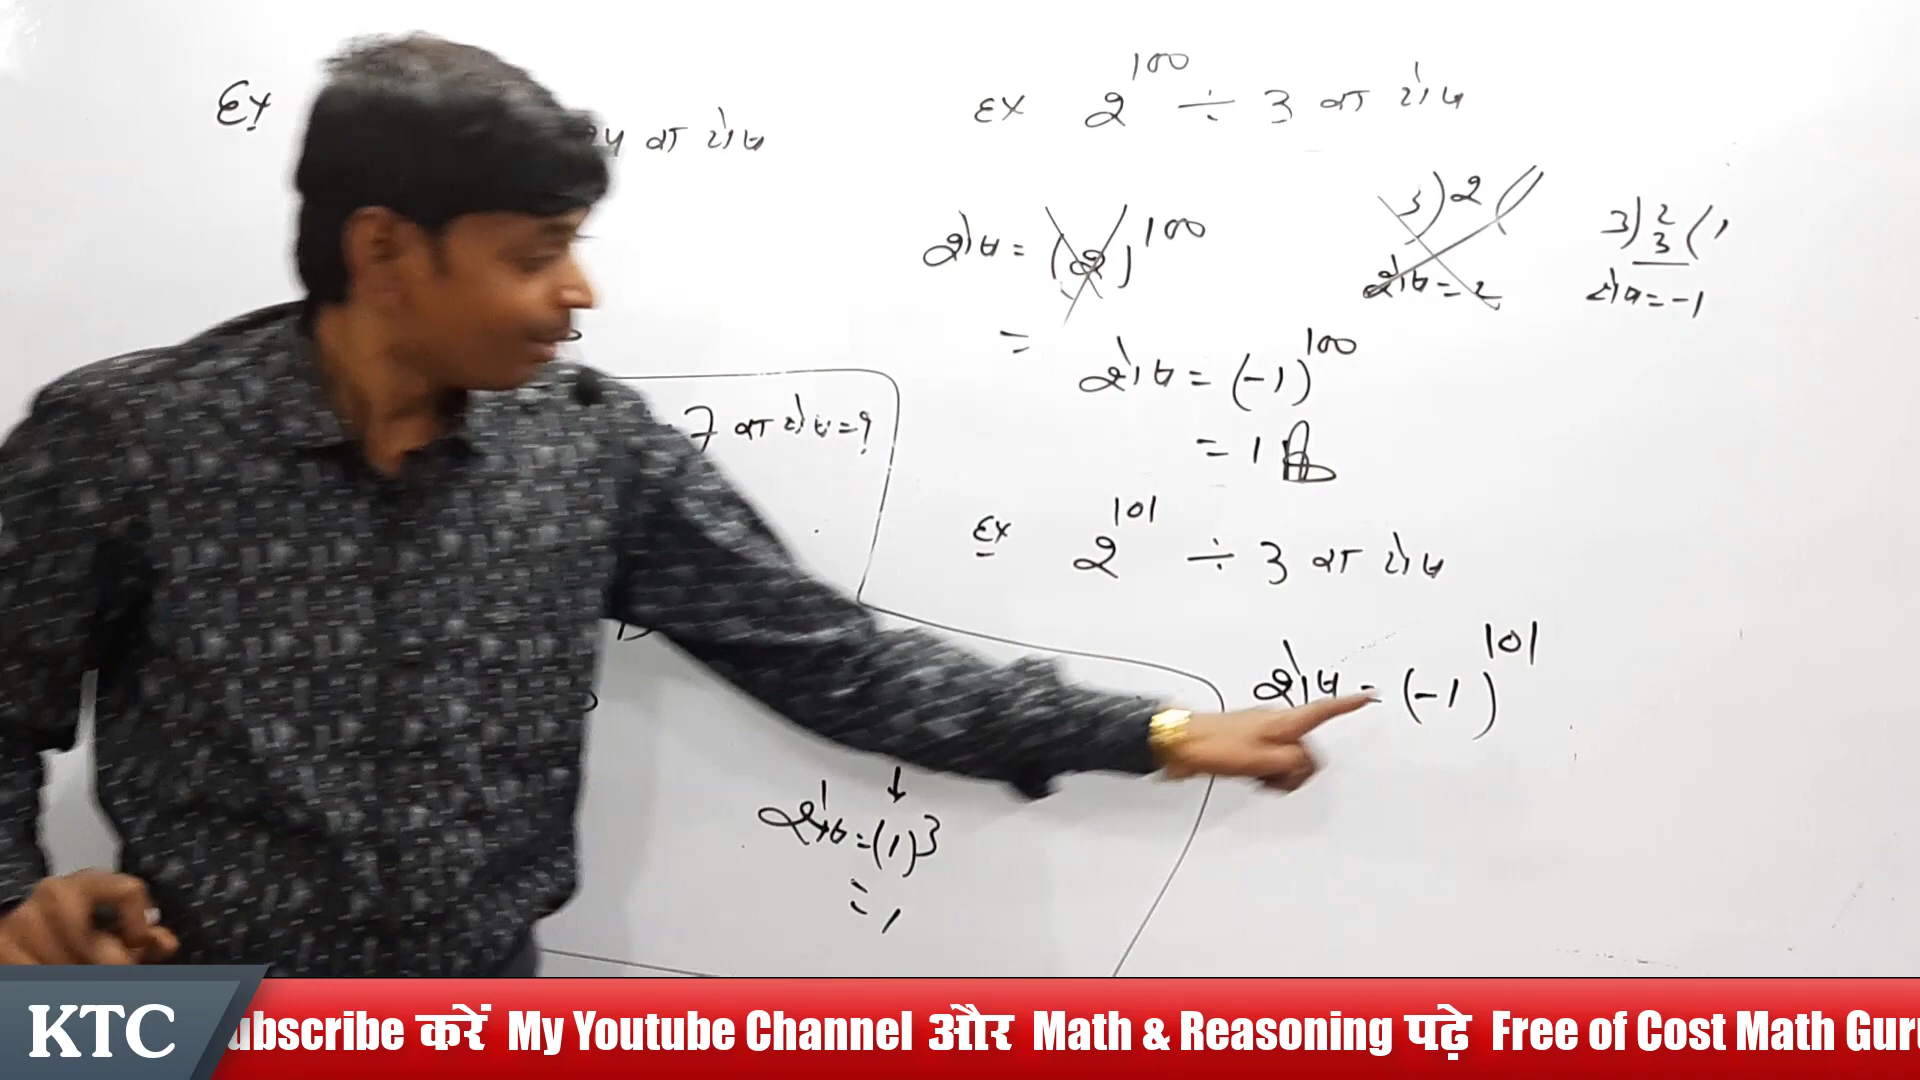 Ex
का शेष
7 का शेष = ?
शेष = (1)3
= 1
Ex 2100 ÷ 3 का शेष
शेष = (2)100
3)2(
शेष = 2
3)2(1
3
शेष = -1
=
शेष = (-1)100
= 1
Ex 2101 ÷ 3 का शेष
शेष = (-1)101
KTC
ubscribe करें My Youtube Channel और Math & Reasoning पढ़े Free of Cost Math Gur